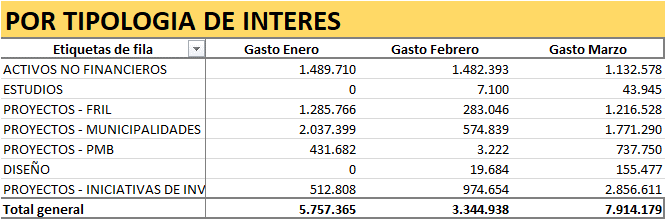 POR TIPOLOGIA DE INTERES
Etiquetas de fila Gasto Enero Gasto Febrero Gasto Marzo
ACTIVOS NO FINANCIEROS 1.489.710 1.482.393 1.132.578
ESTUDIOS 0 7.100 43.945
PROYECTOS - FRIL 1.285.766 283.046 1.216.528
PROYECTOS - MUNICIPALIDADES 2.037.399 574.839 1.771.290
PROYECTOS - PMB 431.682 3.222 737.750
DISEÑO 0 19.684 155.477
PROYECTOS - INICIATIVAS DE INV 512.808 974.654 2.856.611
Total general 5.757.365 3.344.938 7.914.179